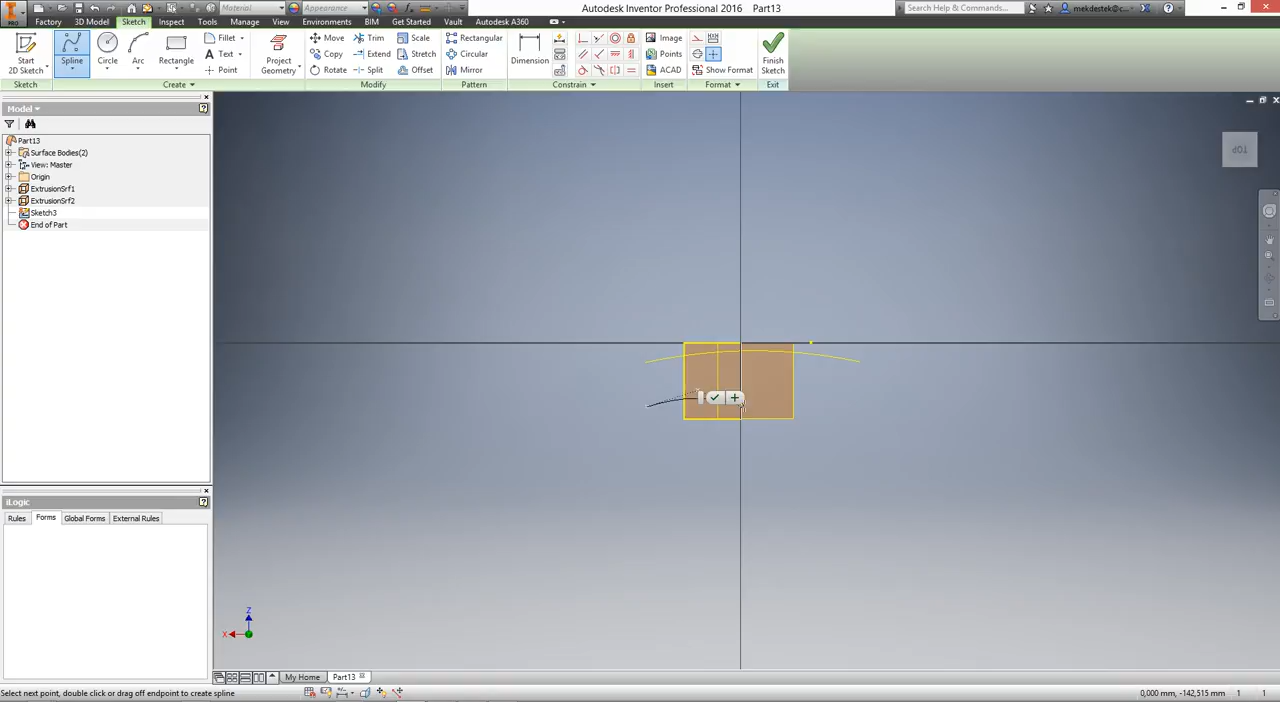 Autodesk Inventor Professional 2016 Part13
Material
Appearance
Search Help & Commands...
mekdestek@c...
PRO
Factory 3D Model Sketch Inspect Tools Manage View Environments BIM Get Started Vault Autodesk A360
Start
2D Sketch
Spline
Circle
Arc
Rectangle
Fillet
Text
Point
Project
Geometry
Move
Copy
Rotate
Trim
Extend
Split
Scale
Stretch
Offset
Rectangular
Circular
Mirror
Dimension
Image
Points
ACAD
Show Format
Finish
Sketch
Sketch Create Modify Pattern Constrain Insert Format Exit
Model
Part13
Surface Bodies(2)
View: Master
Origin
ExtrusionSrf1
ExtrusionSrf2
Sketch3
End of Part
TOP
iLogic
Rules Forms Global Forms External Rules
Z
X
My Home Part13
Select next point, double click or drag off endpoint to create spline
0,000 mm, -142,515 mm 1 1